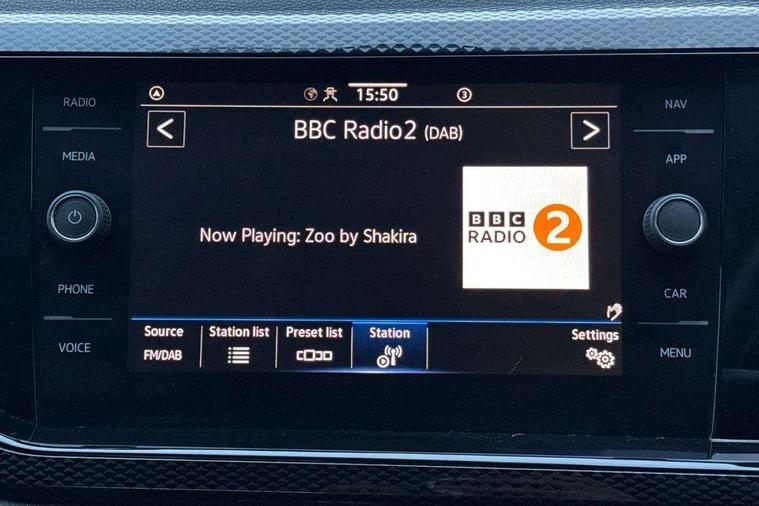 RADIO
MEDIA
PHONE
VOICE
15:50
3
<
BBC Radio2 (DAB)
>
Now Playing: Zoo by Shakira
BBC
RADIO
2
Source
FM/DAB
Station list
Preset list
Station
Settings
NAV
APP
CAR
MENU